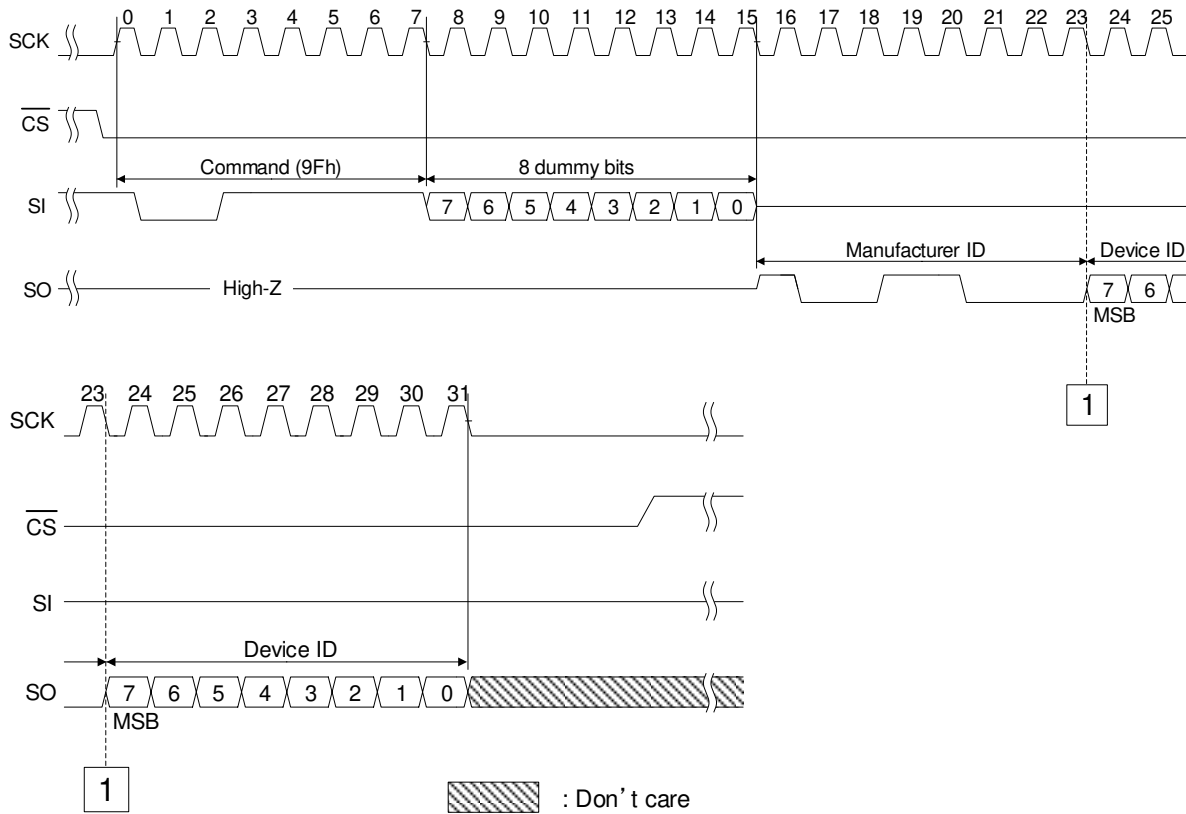 0 1 2 3 4 5 6 7 8 9 10 11 12 13 14 15 16 17 18 19 20 21 22 23 24 25
SCK
CS
Command (9Fh) 8 dummy bits
SI 7 6 5 4 3 2 1 0
Manufacturer ID Device ID
SO High-Z 7 6
MSB
1
23 24 25 26 27 28 29 30 31
SCK
CS
SI
Device ID
SO 7 6 5 4 3 2 1 0
MSB
1
: Don't care